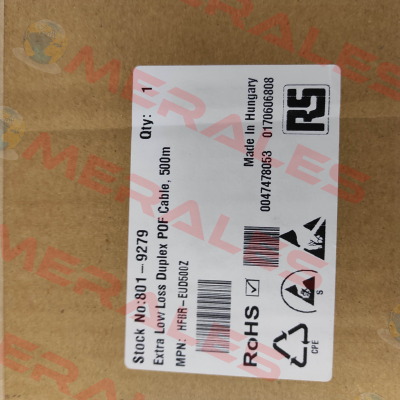 Stock No:801-9279
Qty: 1
Extra Low Loss Duplex POF Cable, 500m
MPN: HFBR-EUD500Z
Made In Hungary
0047478053 0170606808
RS
RoHS
S
CPE
MERALES